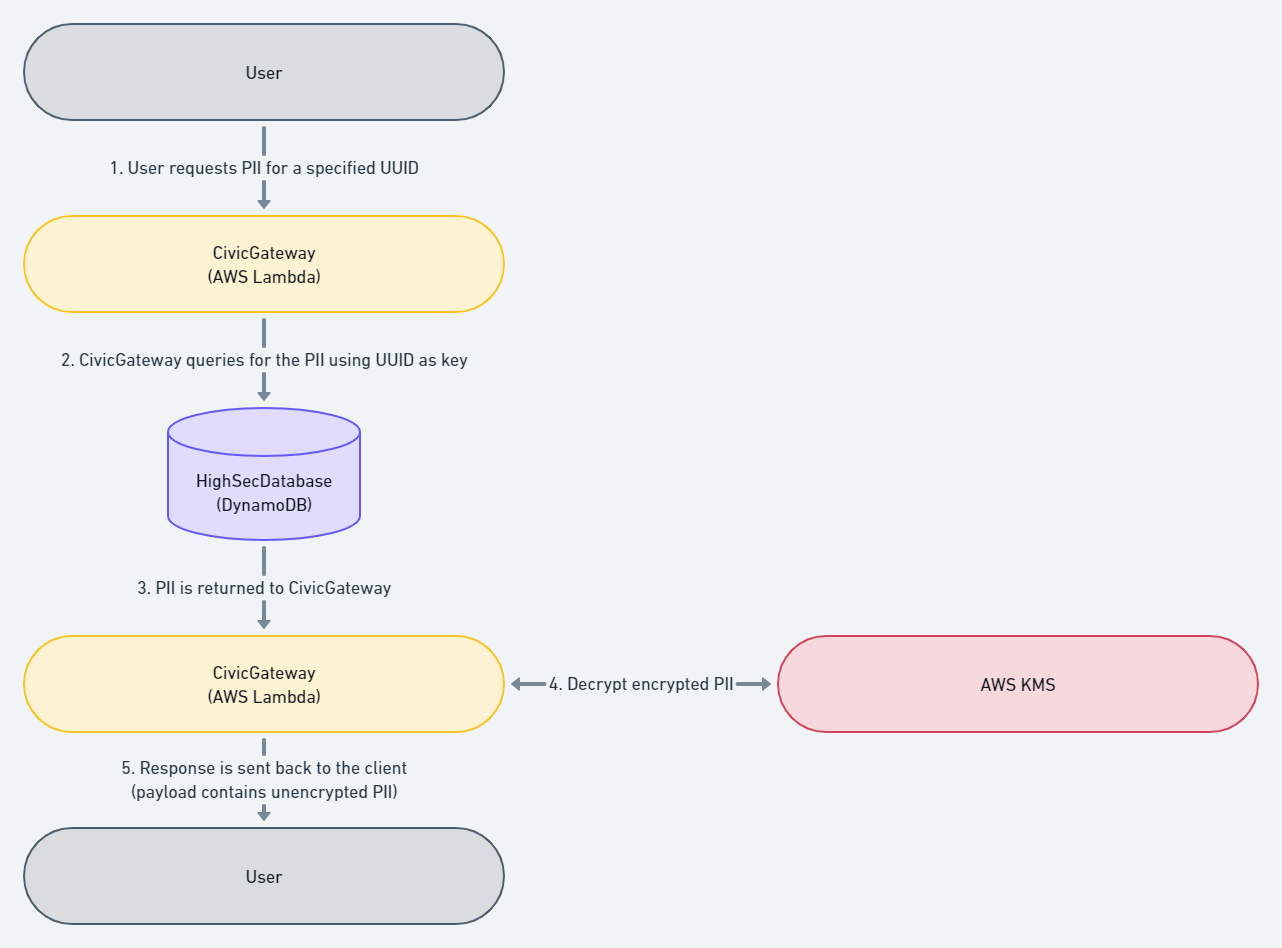 User
1. User requests PII for a specified UUID
CivicGateway
(AWS Lambda)
2. CivicGateway queries for the PII using UUID as key
HighSecDatabase
(DynamoDB)
3. PII is returned to CivicGateway
CivicGateway
(AWS Lambda)
4. Decrypt encrypted PII
AWS KMS
5. Response is sent back to the client
(payload contains unencrypted PII)
User